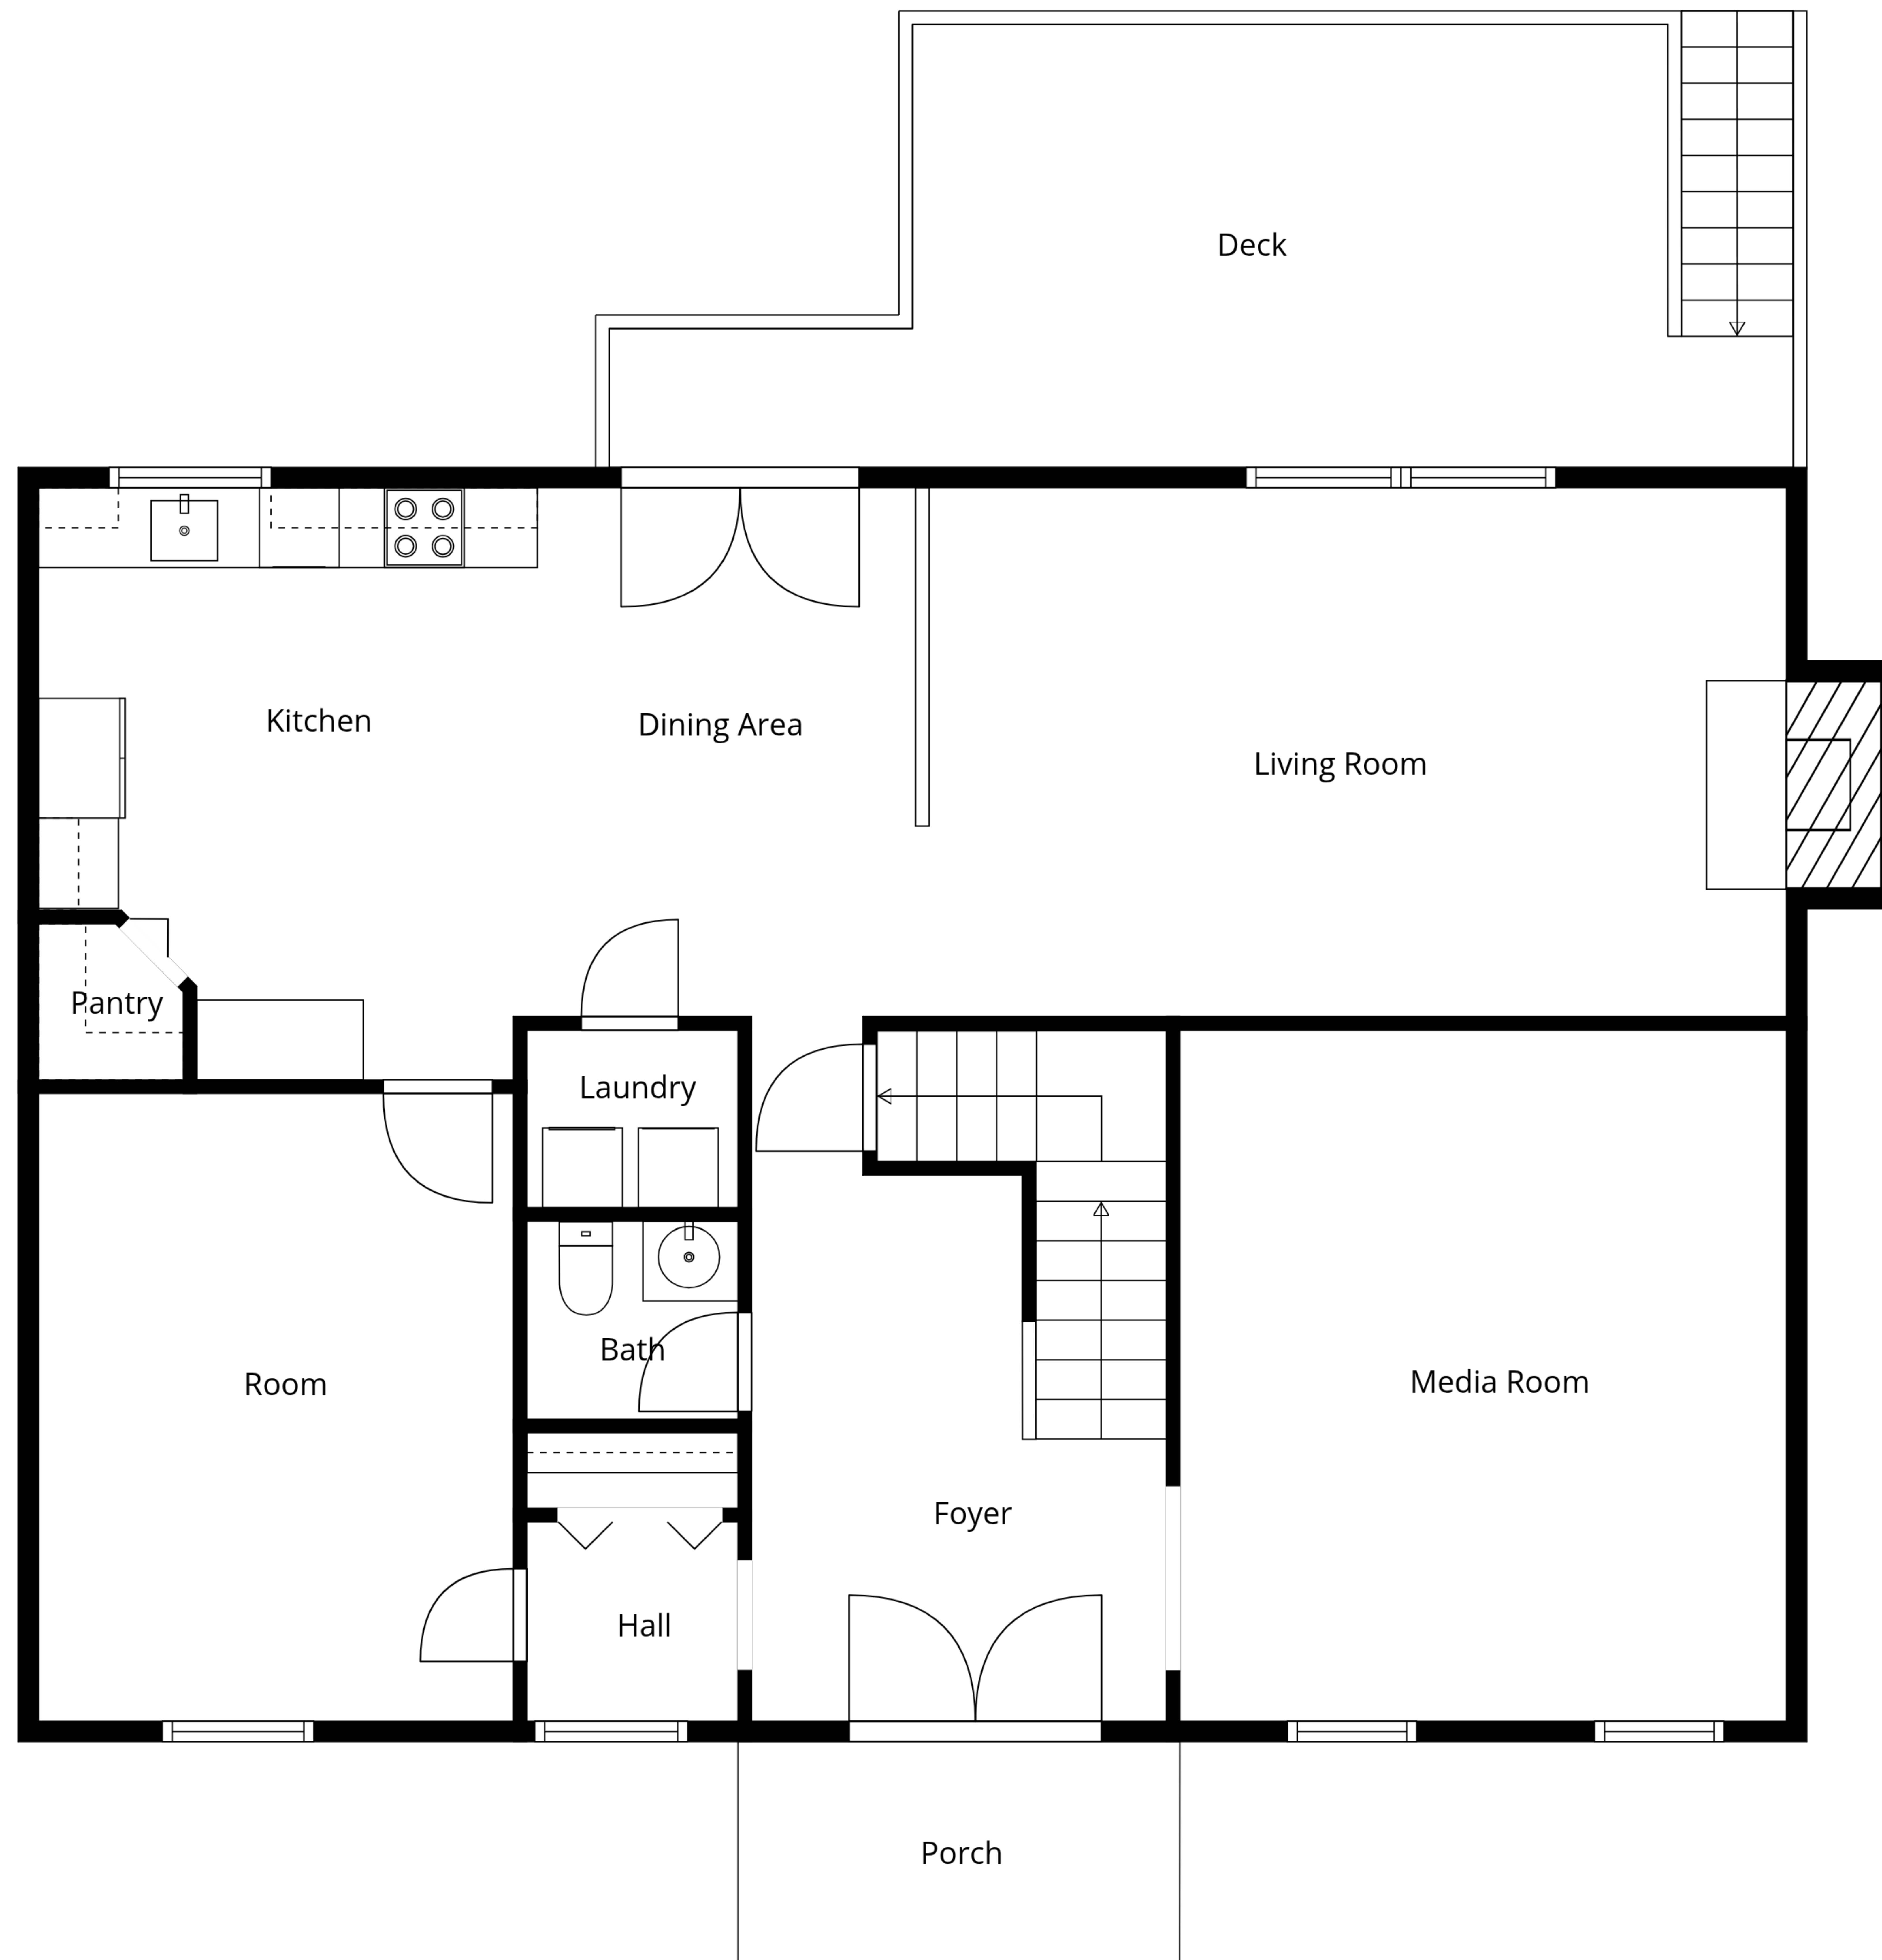 Deck
Kitchen
Dining Area
Living Room
Pantry
Laundry
Bath
Room
Media Room
Foyer
Hall
Porch